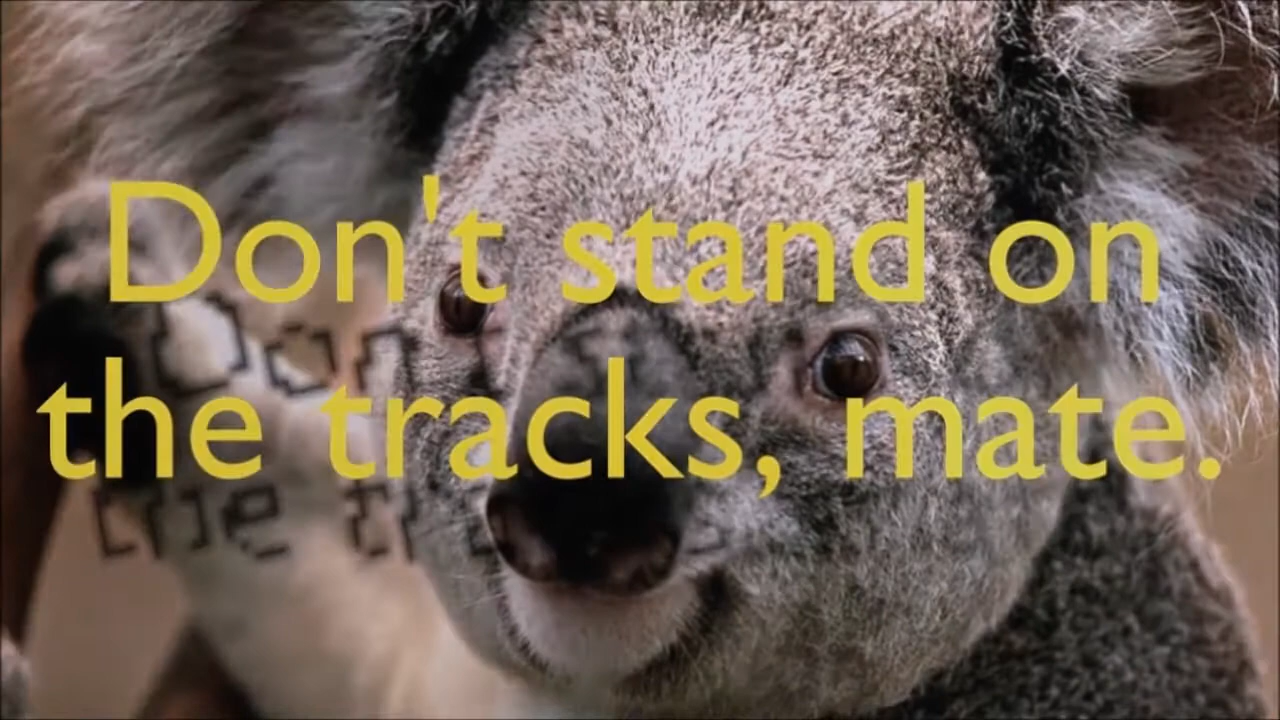 Don't stand on
the tracks, mate.